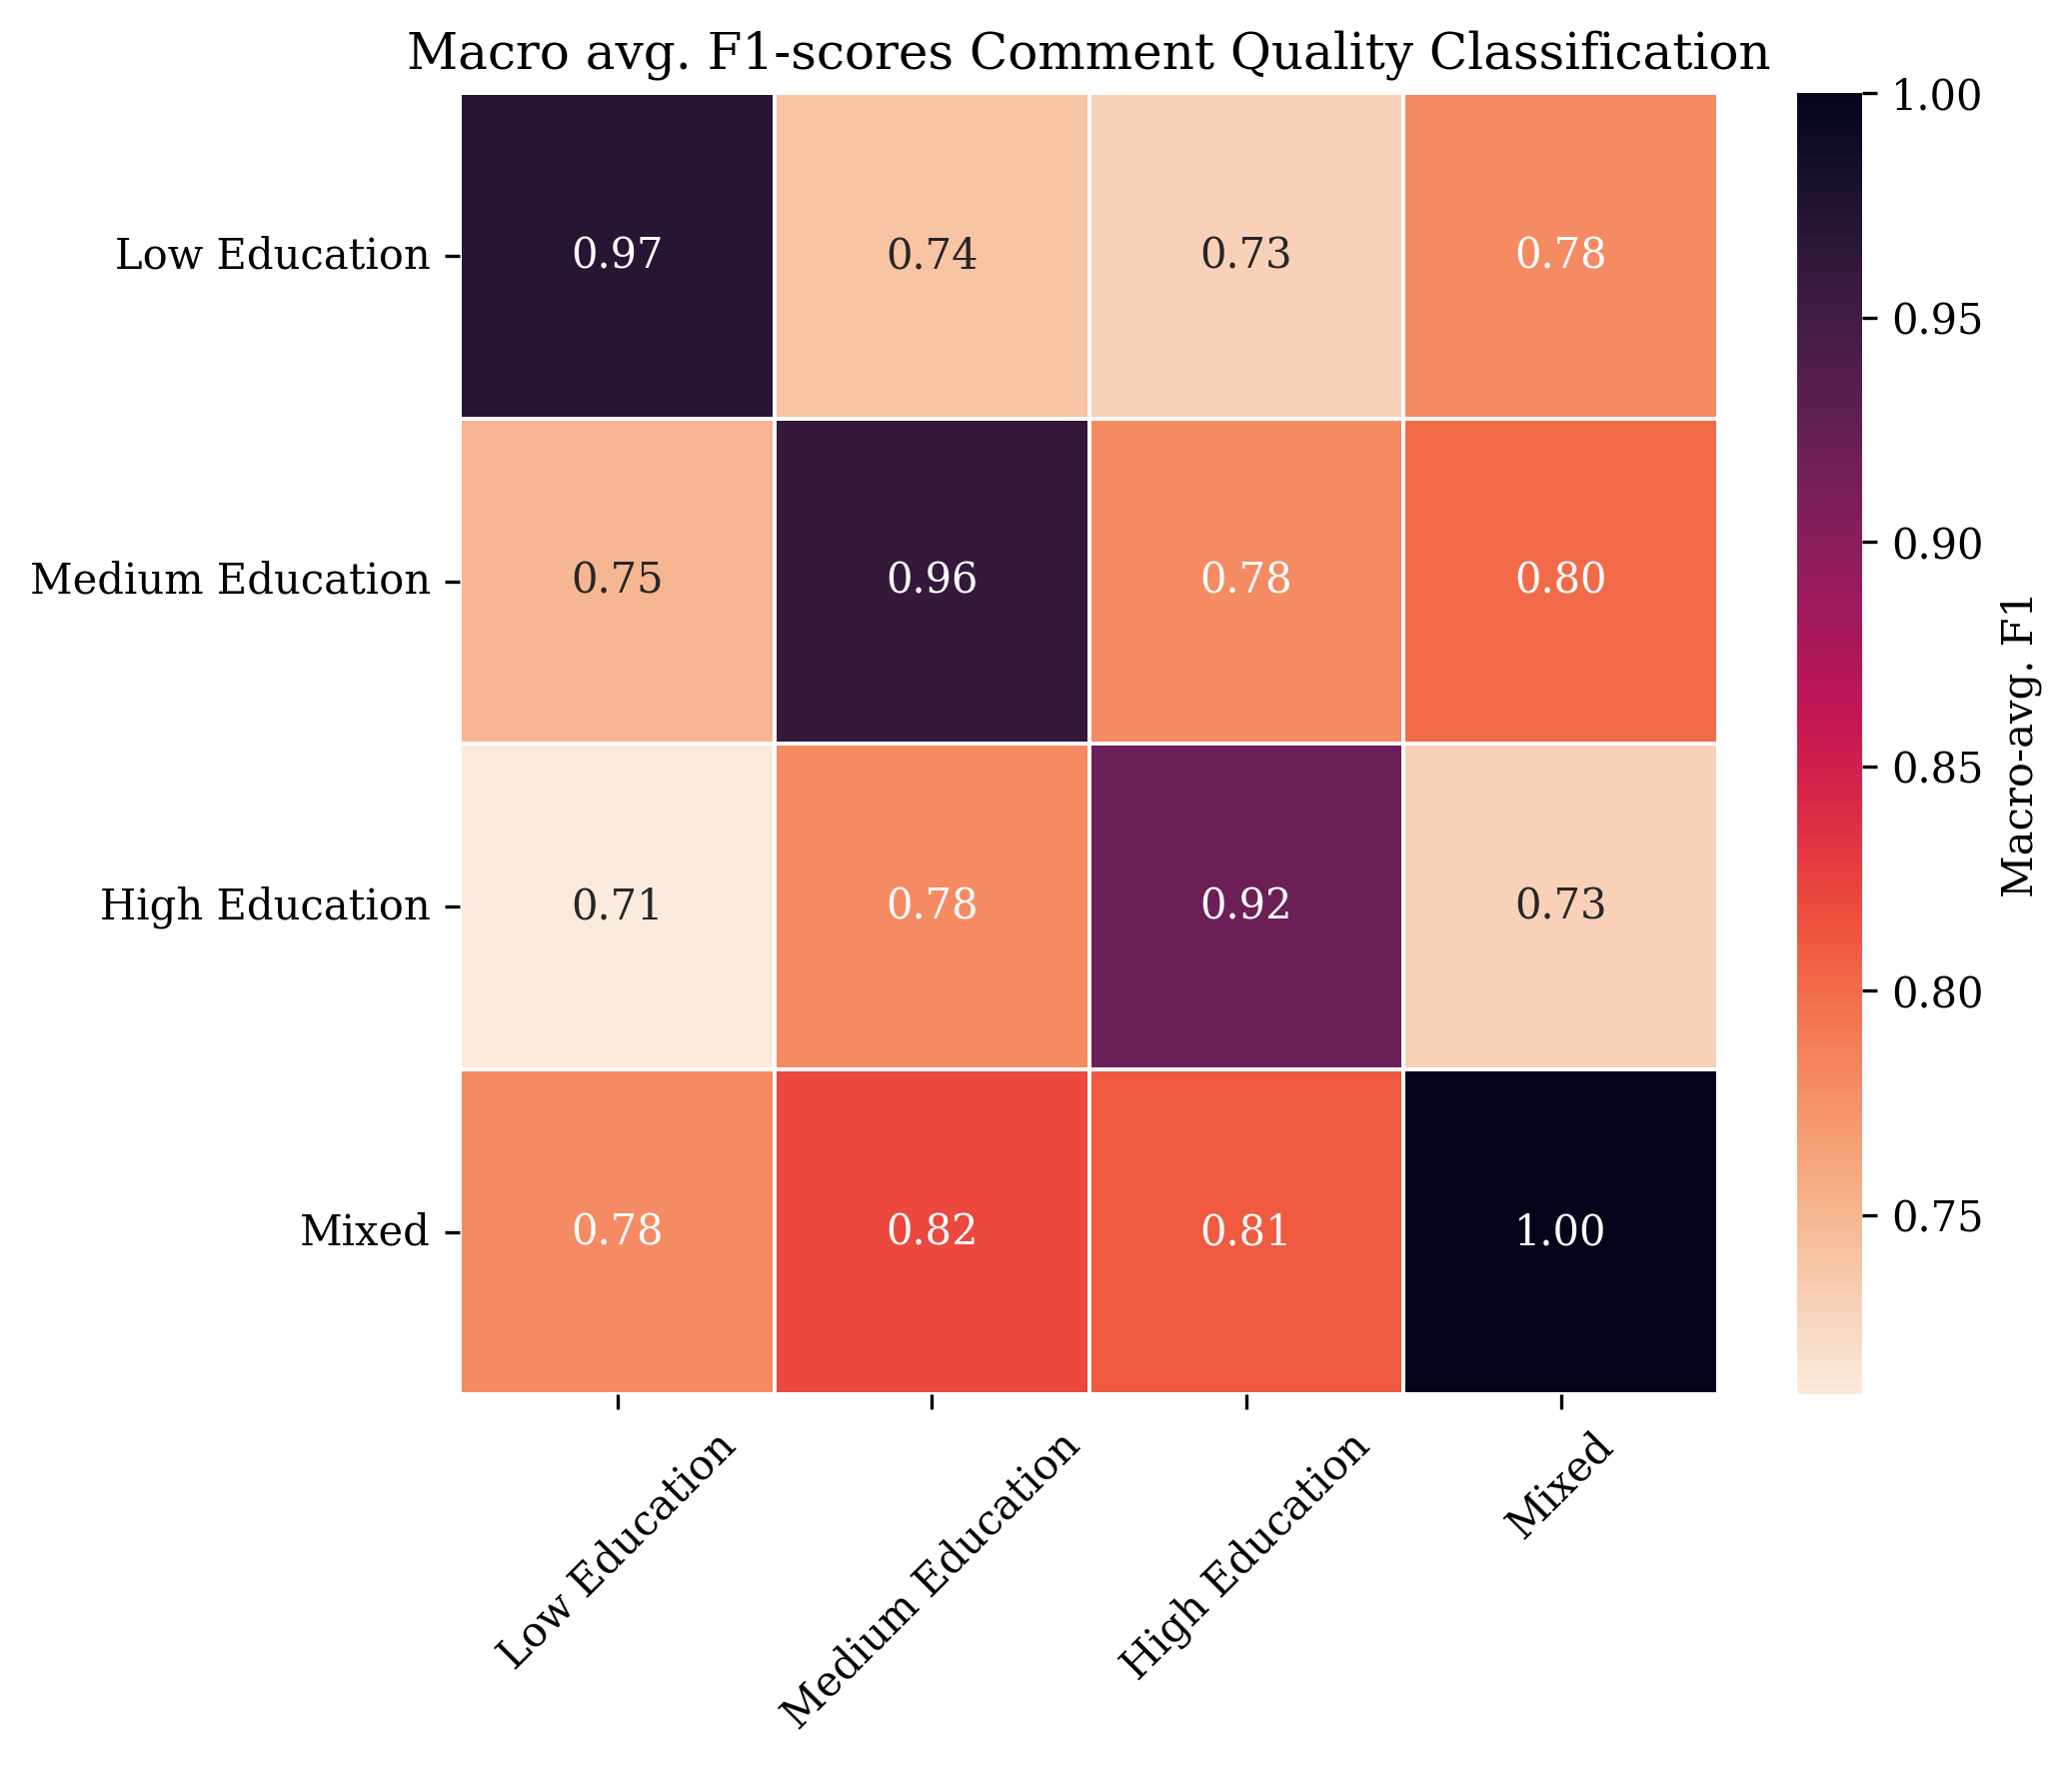 Macro avg. F1-scores Comment Quality Classification
Low Education
0.97
0.74
0.73
0.78
Medium Education
0.75
0.96
0.78
0.80
High Education
0.71
0.78
0.92
0.73
Mixed
0.78
0.82
0.81
1.00
Low Education
Medium Education
High Education
Mixed
1.00
0.95
0.90
0.85
0.80
0.75
Macro-avg. F1